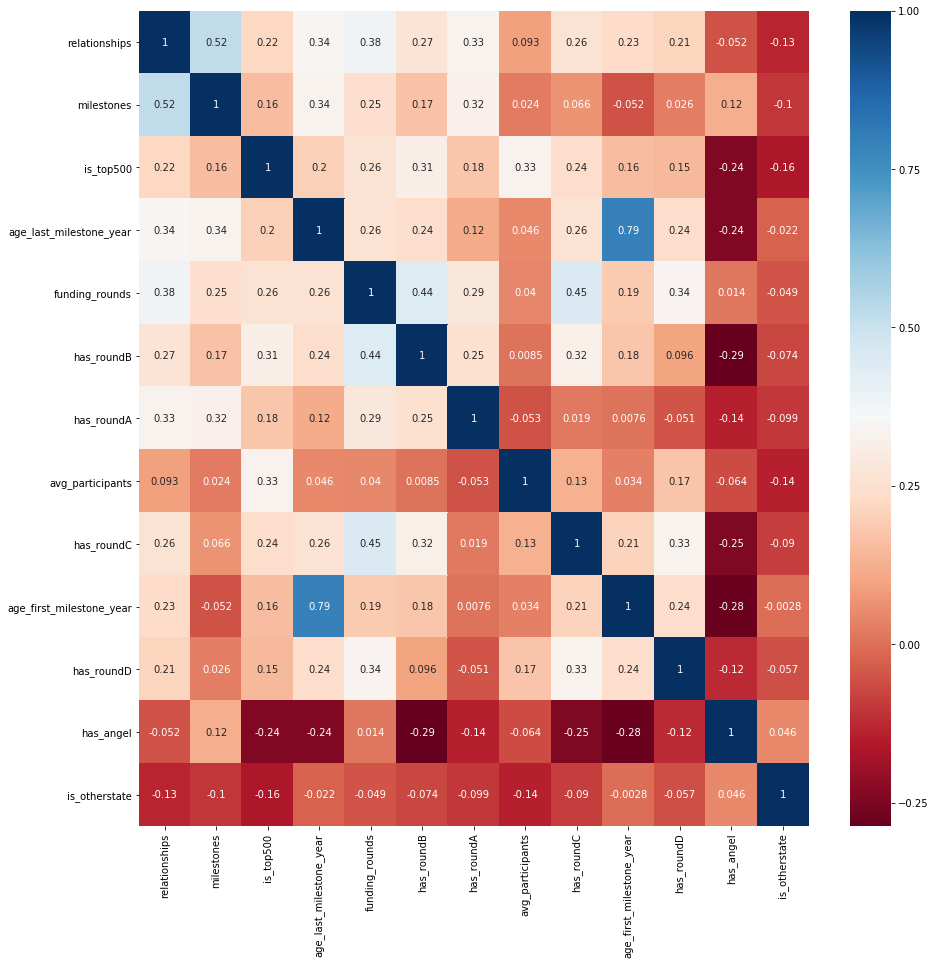 relationships 1 0.52 0.22 0.34 0.38 0.27 0.33 0.093 0.26 0.23 0.21 -0.052 -0.13
milestones 0.52 1 0.16 0.34 0.25 0.17 0.32 0.024 0.066 -0.052 0.026 0.12 -0.1
is_top500 0.22 0.16 1 0.2 0.26 0.31 0.18 0.33 0.24 0.16 0.15 -0.24 -0.16
age_last_milestone_year 0.34 0.34 0.2 1 0.26 0.24 0.12 0.046 0.26 0.79 0.24 -0.24 -0.022
funding_rounds 0.38 0.25 0.26 0.26 1 0.44 0.29 0.04 0.45 0.19 0.34 0.014 -0.049
has_roundB 0.27 0.17 0.31 0.24 0.44 1 0.25 0.0085 0.32 0.18 0.096 -0.29 -0.074
has_roundA 0.33 0.32 0.18 0.12 0.29 0.25 1 -0.053 0.019 0.0076 -0.051 -0.14 -0.099
avg_participants 0.093 0.024 0.33 0.046 0.04 0.0085 -0.053 1 0.13 0.034 0.17 -0.064 -0.14
has_roundC 0.26 0.066 0.24 0.26 0.45 0.32 0.019 0.13 1 0.21 0.33 -0.25 -0.09
age_first_milestone_year 0.23 -0.052 0.16 0.79 0.19 0.18 0.0076 0.034 0.21 1 0.24 -0.28 -0.0028
has_roundD 0.21 0.026 0.15 0.24 0.34 0.096 -0.051 0.17 0.33 0.24 1 -0.12 -0.057
has_angel -0.052 0.12 -0.24 -0.24 0.014 -0.29 -0.14 -0.064 -0.25 -0.28 -0.12 1 0.046
is_otherstate -0.13 -0.1 -0.16 -0.022 -0.049 -0.074 -0.099 -0.14 -0.09 -0.0028 -0.057 0.046 1
relationships
milestones
is_top500
age_last_milestone_year
funding_rounds
has_roundB
has_roundA
avg_participants
has_roundC
age_first_milestone_year
has_roundD
has_angel
is_otherstate
1.00
0.75
0.50
0.25
0.00
-0.25